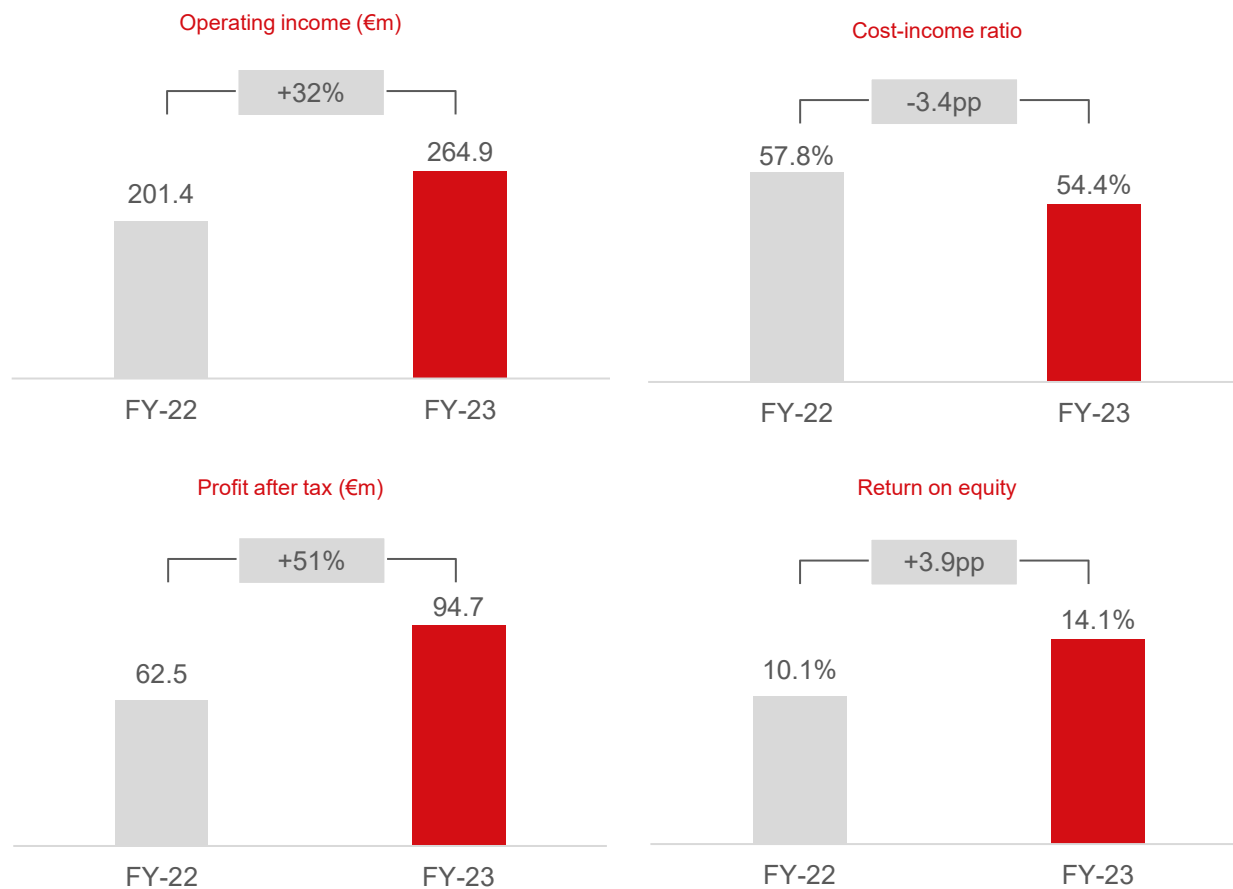 Operating income (€m)
+32%
201.4
264.9
FY-22
FY-23
Cost-income ratio
-3.4pp
57.8%
54.4%
FY-22
FY-23
Profit after tax (€m)
+51%
62.5
94.7
FY-22
FY-23
Return on equity
+3.9pp
10.1%
14.1%
FY-22
FY-23